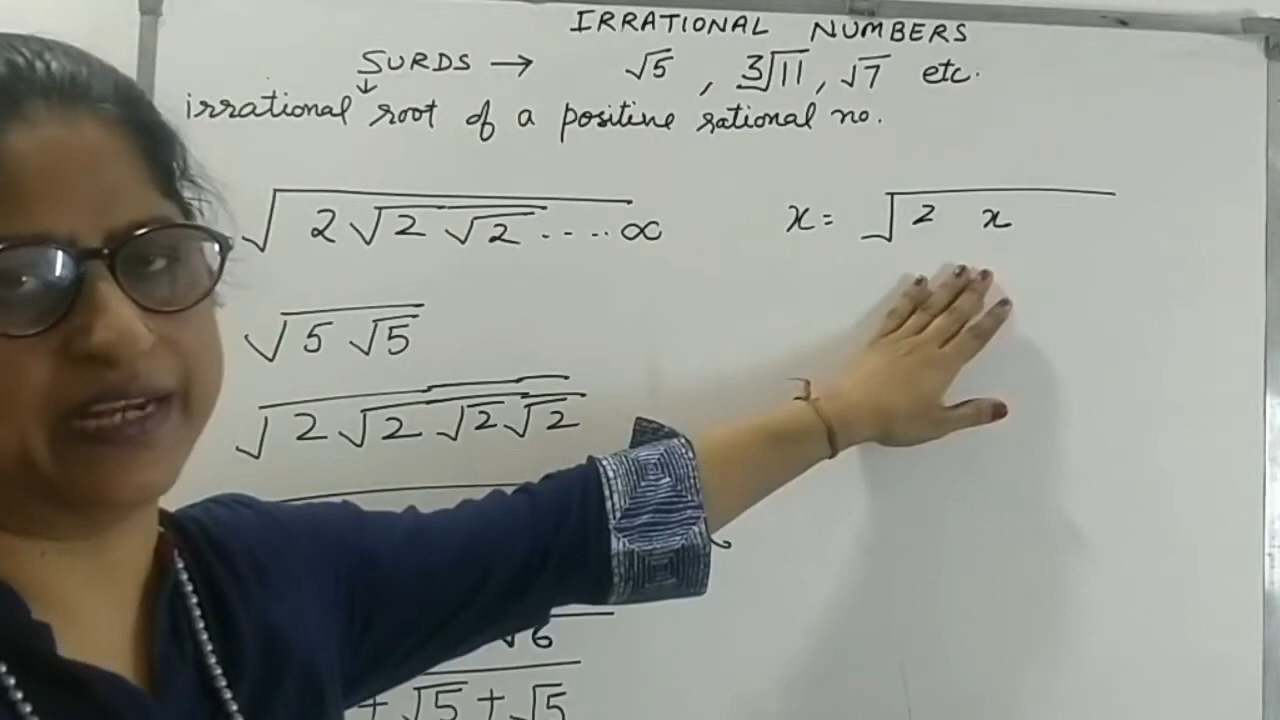 IRRATIONAL NUMBERS
SURDS → √5 , ∛11 , √7 etc.
irrational root of a positive rational no.
√2√2√2 .... ∞
x = √2 x
√5√5
√2√2√2√2
√6
+ √5 + √5